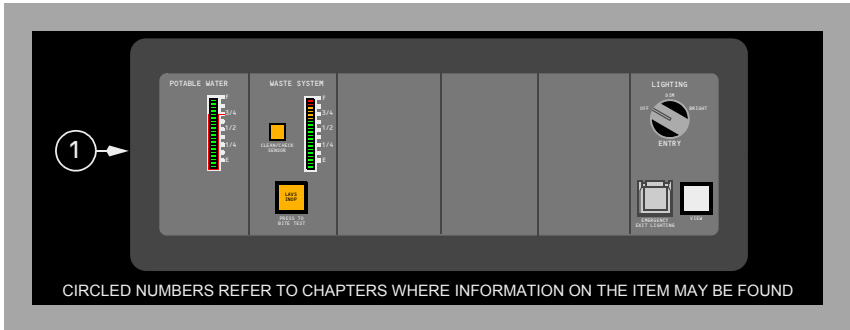 POTABLE WATER
F
3/4
1/2
1/4
E
WASTE SYSTEM
F
3/4
1/2
1/4
E
CLEAN/CHECK
SENSOR
LAVS
INOP
PRESS TO
BITE TEST
LIGHTING
DIM
OFF
BRIGHT
ENTRY
EMERGENCY
EXIT LIGHTING
VIEW
1
CIRCLED NUMBERS REFER TO CHAPTERS WHERE INFORMATION ON THE ITEM MAY BE FOUND